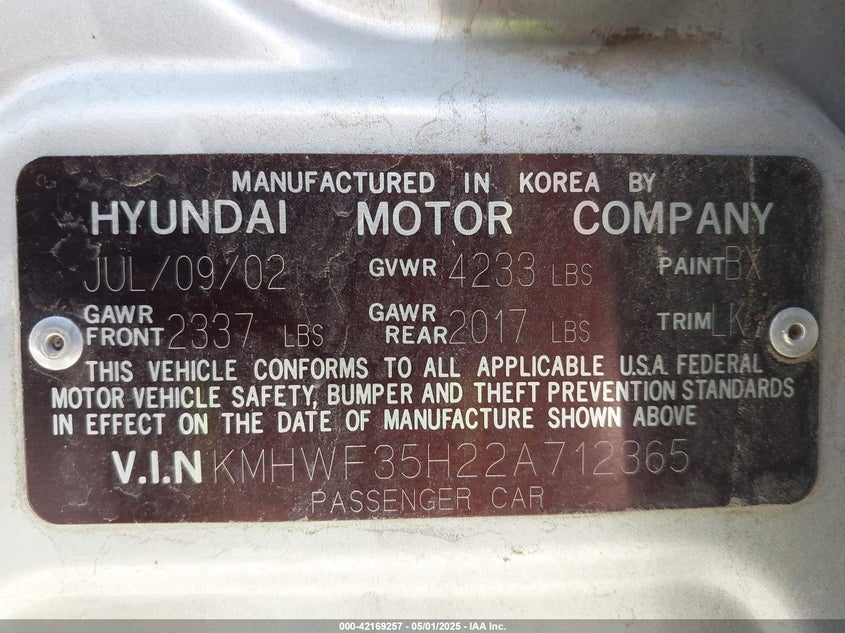 MANUFACTURED IN KOREA BY
HYUNDAI MOTOR COMPANY
JUL/09/02 GVWR 4233 LBS PAINT BX
GAWR FRONT 2337 LBS GAWR REAR 2017 LBS TRIM LK
THIS VEHICLE CONFORMS TO ALL APPLICABLE U.S.A. FEDERAL
MOTOR VEHICLE SAFETY, BUMPER AND THEFT PREVENTION STANDARDS
IN EFFECT ON THE DATE OF MANUFACTURE SHOWN ABOVE
V.I.N KMHWF35H22A712365
PASSENGER CAR
000-42169257 - 05/01/2025 - IAA Inc.